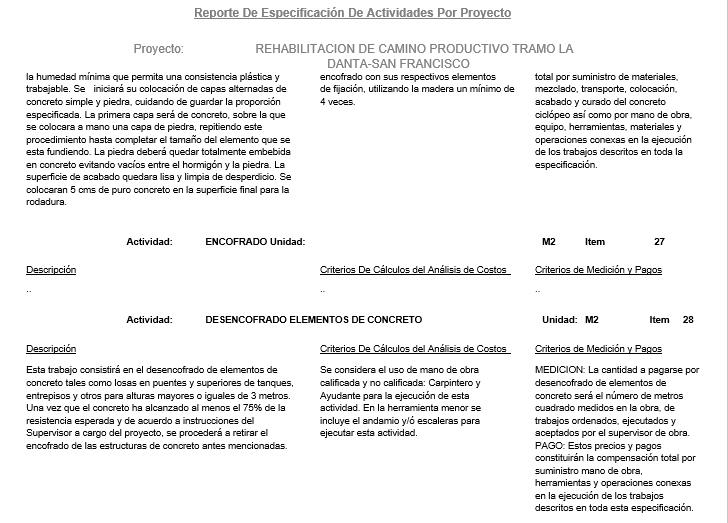 Reporte De Especificación De Actividades Por Proyecto
Proyecto: REHABILITACION DE CAMINO PRODUCTIVO TRAMO LA
DANTA-SAN FRANCISCO
la humedad mínima que permita una consistencia plástica y
trabajable. Se iniciará su colocación de capas alternadas de
concreto simple y piedra, cuidando de guardar la proporción
especificada. La primera capa será de concreto, sobre la que
se colocara a mano una capa de piedra, repitiendo este
procedimiento hasta completar el tamaño del elemento que se
esta fundiendo. La piedra deberá quedar totalmente embebida
en concreto evitando vacíos entre el hormigón y la piedra. La
superficie de acabado quedara lisa y limpia de desperdicio. Se
colocaran 5 cms de puro concreto en la superficie final para la
rodadura.
encofrado con sus respectivos elementos
de fijación, utilizando la madera un mínimo de
4 veces.
total por suministro de materiales,
mezclado, transporte, colocación,
acabado y curado del concreto
ciclópeo así como por mano de obra,
equipo, herramientas, materiales y
operaciones conexas en la ejecución
de los trabajos descritos en toda la
especificación.
Actividad: ENCOFRADO Unidad: M2 Item 27
Descripción Criterios De Cálculos del Análisis de Costos Criterios de Medición y Pagos
.. .. ..
Actividad: DESENCOFRADO ELEMENTOS DE CONCRETO Unidad: M2 Item 28
Descripción Criterios De Cálculos del Análisis de Costos Criterios de Medición y Pagos
Esta trabajo consistirá en el desencofrado de elementos de
concreto tales como losas en puentes y superiores de tanques,
entrepisos y otros para alturas mayores o iguales de 3 metros.
Una vez que el concreto ha alcanzado al menos el 75% de la
resistencia esperada y de acuerdo a instrucciones del
Supervisor a cargo del proyecto, se procederá a retirar el
encofrado de las estructuras de concreto antes mencionadas.
Se considera el uso de mano de obra
calificada y no calificada: Carpintero y
Ayudante para la ejecución de esta
actividad. En la herramienta menor se
incluye el andamio y/ó escaleras para
ejecutar esta actividad.
MEDICION: La cantidad a pagarse por
desencofrado de elementos de
concreto será el número de metros
cuadrado medidos en la obra, de
trabajos ordenados, ejecutados y
aceptados por el supervisor de obra.
PAGO: Estos precios y pagos
constituirán la compensación total por
suministro mano de obra,
herramientas y operaciones conexas
en la ejecución de los trabajos
descritos en toda esta especificación.